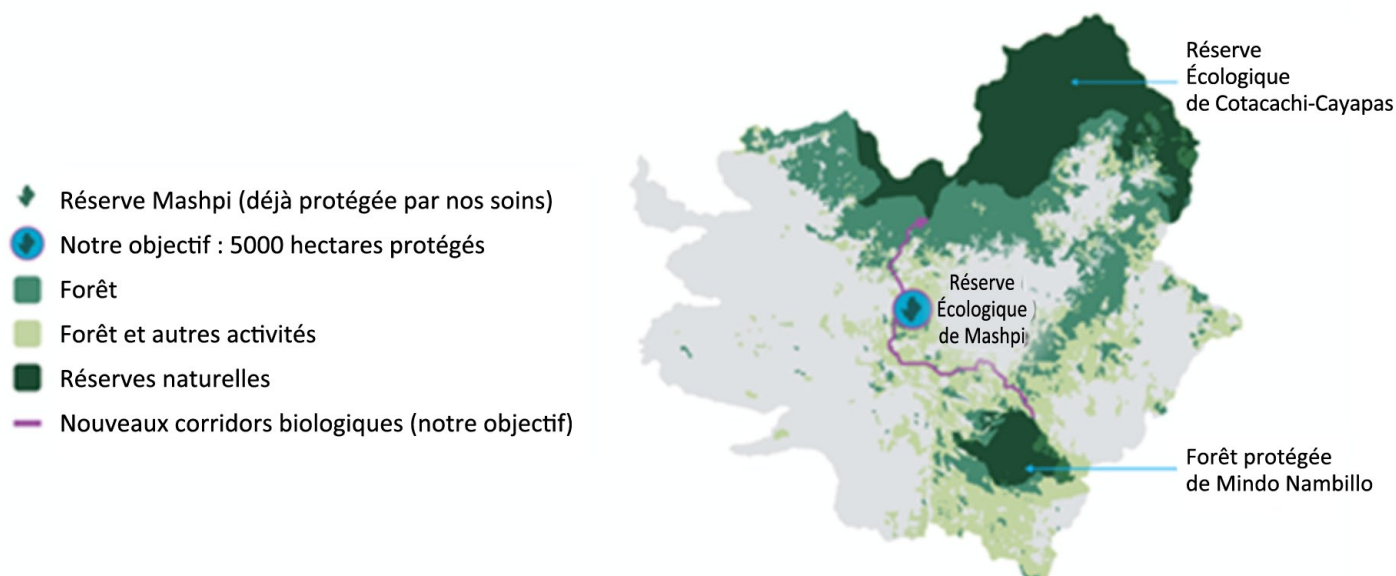 Réserve Mashpi (déjà protégée par nos soins)
Notre objectif : 5000 hectares protégés
Forêt
Forêt et autres activités
Réserves naturelles
Nouveaux corridors biologiques (notre objectif)
Réserve
Écologique
de Cotacachi-Cayapas
Réserve
Écologique
de Mashpi
Forêt protégée
de Mindo Nambillo